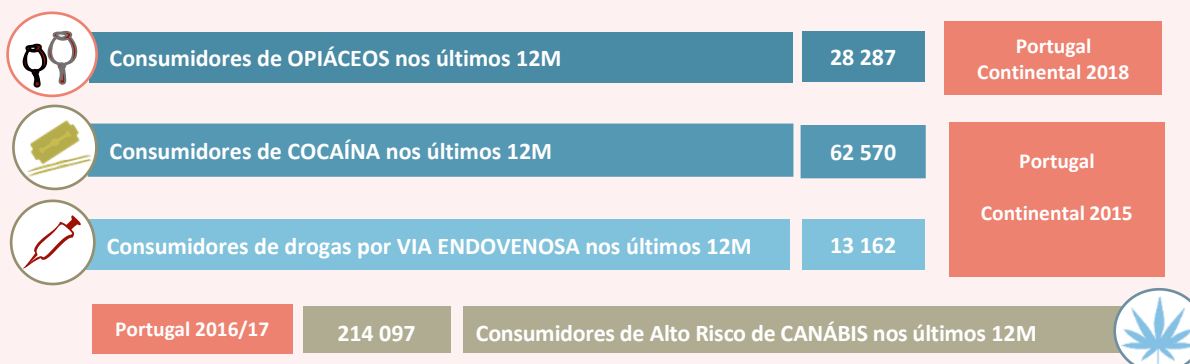 Consumidores de OPIÁCEOS nos últimos 12M
28 287
Portugal
Continental 2018
Consumidores de COCAÍNA nos últimos 12M
62 570
Portugal
Continental 2015
Consumidores de drogas por VIA ENDOVENOSA nos últimos 12M
13 162
Portugal 2016/17
214 097
Consumidores de Alto Risco de CANÁBIS nos últimos 12M